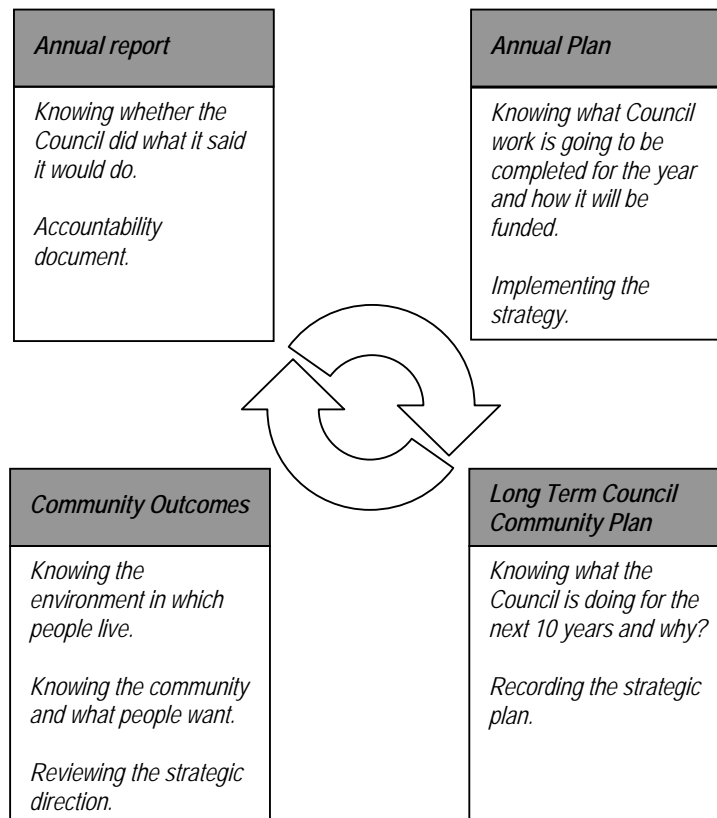 Annual report
Knowing whether the
Council did what it said
it would do.
Accountability
document.
Annual Plan
Knowing what Council
work is going to be
completed for the year
and how it will be
funded.
Implementing the
strategy.
Community Outcomes
Knowing the
environment in which
people live.
Knowing the community
and what people want.
Reviewing the strategic
direction.
Long Term Council
Community Plan
Knowing what the
Council is doing for the
next 10 years and why?
Recording the strategic
plan.